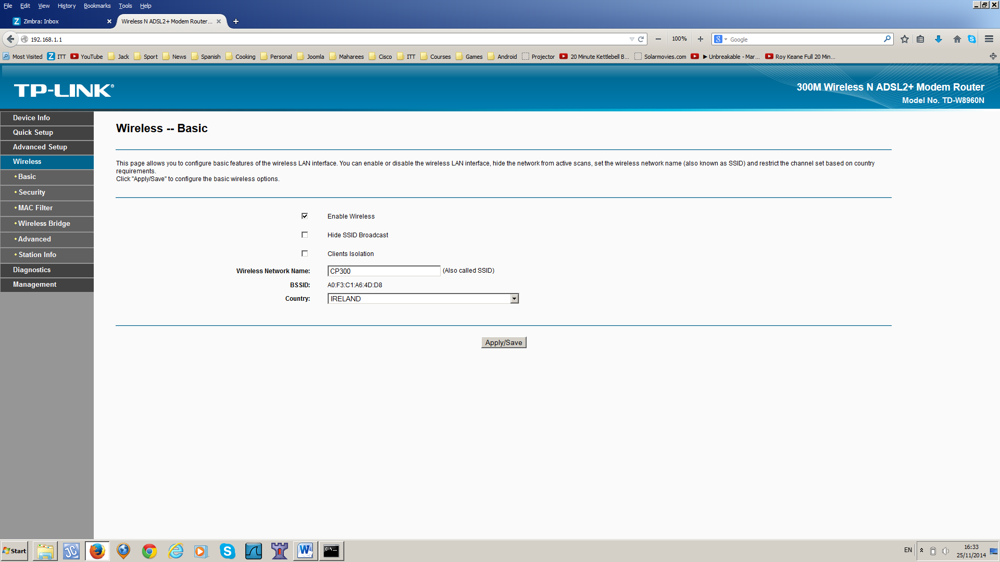 File Edit View History Bookmarks Tools Help
Zimbra: Inbox
Wireless N ADSL2+ Modem Router...
192.168.1.1
100%
Google
Most Visited ITT YouTube Jack Sport News Spanish Cooking Personal Joomla Maharees Cisco ITT Courses Games Android Projector 20 Minute Kettlebell B... Solarmovies.com ▶ Unbreakable - Mar... Roy Keane Full 20 Min...
TP-LINK®
300M Wireless N ADSL2+ Modem Router
Model No. TD-W8960N
Device Info
Quick Setup
Advanced Setup
Wireless
• Basic
• Security
• MAC Filter
• Wireless Bridge
• Advanced
• Station Info
Diagnostics
Management
Wireless -- Basic
This page allows you to configure basic features of the wireless LAN interface. You can enable or disable the wireless LAN interface, hide the network from active scans, set the wireless network name (also known as SSID) and restrict the channel set based on country
requirements.
Click "Apply/Save" to configure the basic wireless options.
Enable Wireless
Hide SSID Broadcast
Clients Isolation
Wireless Network Name: CP300 (Also called SSID)
BSSID: A0:F3:C1:A6:4D:D8
Country: IRELAND
Apply/Save
Start
EN
16:33
25/11/2014